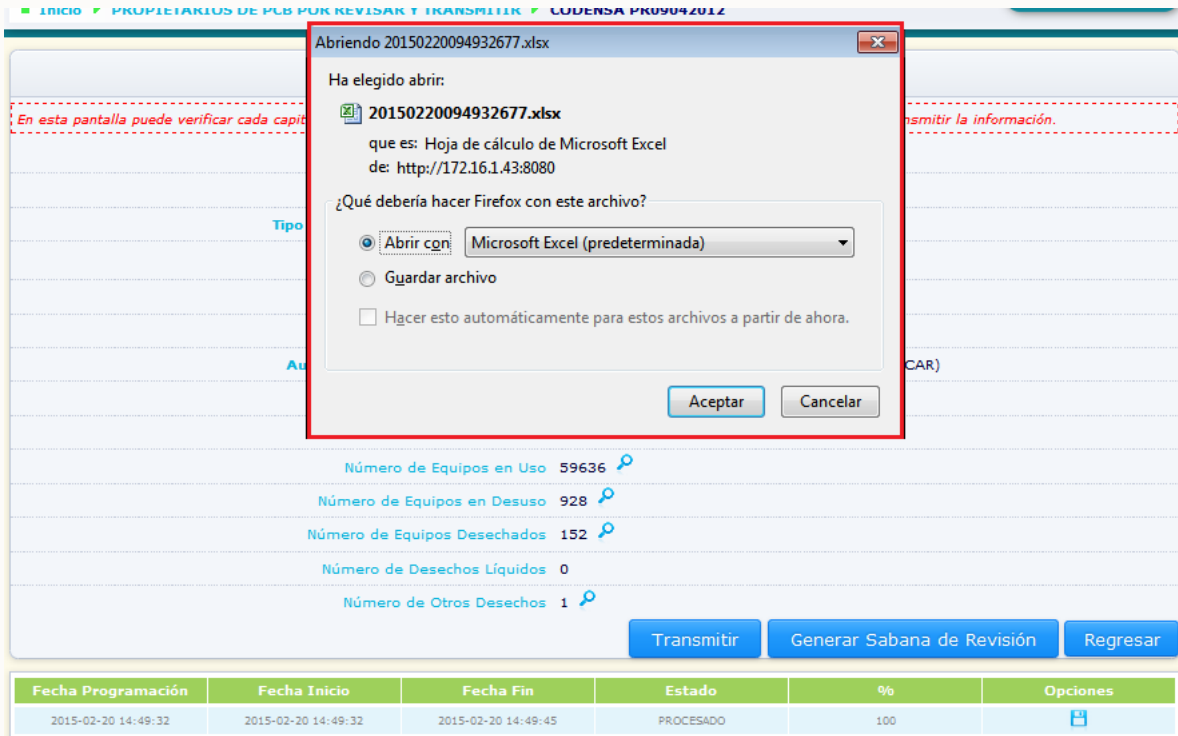 Inicio PROPIETARIOS DE PCB POR REVISAR Y TRANSMITIR CODENSA PR09042012
Abriendo 20150220094932677.xlsx
Ha elegido abrir:
20150220094932677.xlsx
que es: Hoja de cálculo de Microsoft Excel
de: http://172.16.1.43:8080
En esta pantalla puede verificar cada capit
nsmitir la información.
¿Qué debería hacer Firefox con este archivo?
Tipo
Abrir con Microsoft Excel (predeterminada)
Guardar archivo
Hacer esto automáticamente para estos archivos a partir de ahora.
Au
CAR)
Aceptar Cancelar
Número de Equipos en Uso 59636
Número de Equipos en Desuso 928
Número de Equipos Desechados 152
Número de Desechos Líquidos 0
Número de Otros Desechos 1
Transmitir Generar Sabana de Revisión Regresar
Fecha Programación Fecha Inicio Fecha Fin Estado % Opciones
2015-02-20 14:49:32 2015-02-20 14:49:32 2015-02-20 14:49:45 PROCESADO 100